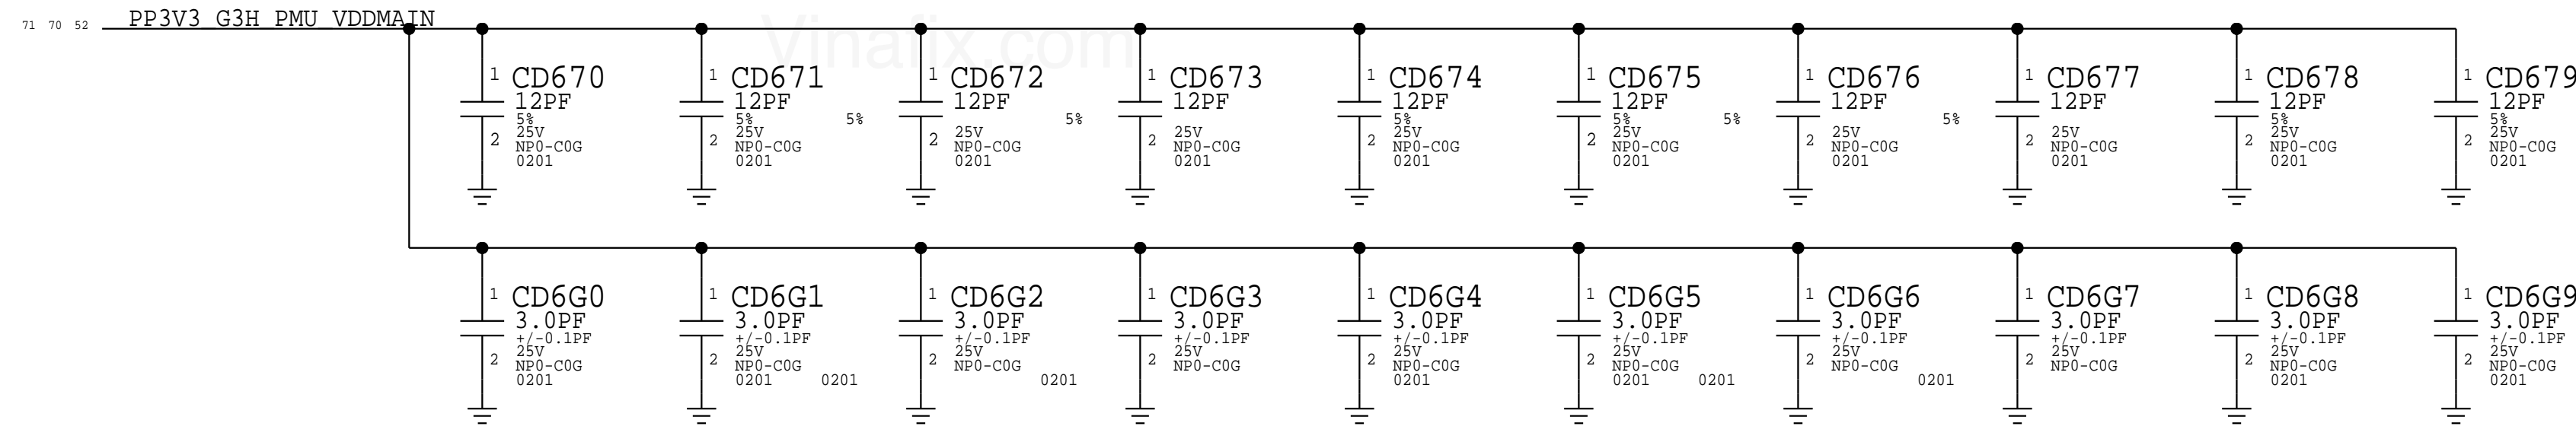 71 70 52 PP3V3_G3H_PMU_VDDMAIN
Vinafix.com
1 CD670 1 CD671 1 CD672 1 CD673 1 CD674 1 CD675 1 CD676 1 CD677 1 CD678 1 CD679
12PF 12PF 12PF 12PF 12PF 12PF 12PF 12PF 12PF 12PF
5% 5% 5% 5% 5% 5% 5% 5% 5% 5%
25V 25V 25V 25V 25V 25V 25V 25V 25V 25V
2 NP0-C0G 2 NP0-C0G 2 NP0-C0G 2 NP0-C0G 2 NP0-C0G 2 NP0-C0G 2 NP0-C0G 2 NP0-C0G 2 NP0-C0G 2 NP0-C0G
0201 0201 0201 0201 0201 0201 0201 0201 0201 0201
1 CD6G0 1 CD6G1 1 CD6G2 1 CD6G3 1 CD6G4 1 CD6G5 1 CD6G6 1 CD6G7 1 CD6G8 1 CD6G9
3.0PF 3.0PF 3.0PF 3.0PF 3.0PF 3.0PF 3.0PF 3.0PF 3.0PF 3.0PF
+/-0.1PF +/-0.1PF +/-0.1PF +/-0.1PF +/-0.1PF +/-0.1PF +/-0.1PF +/-0.1PF +/-0.1PF +/-0.1PF
25V 25V 25V 25V 25V 25V 25V 25V 25V 25V
2 NP0-C0G 2 NP0-C0G 2 NP0-C0G 2 NP0-C0G 2 NP0-C0G 2 NP0-C0G 2 NP0-C0G 2 NP0-C0G 2 NP0-C0G 2 NP0-C0G
0201 0201 0201 0201 0201 0201 0201 0201 0201 0201